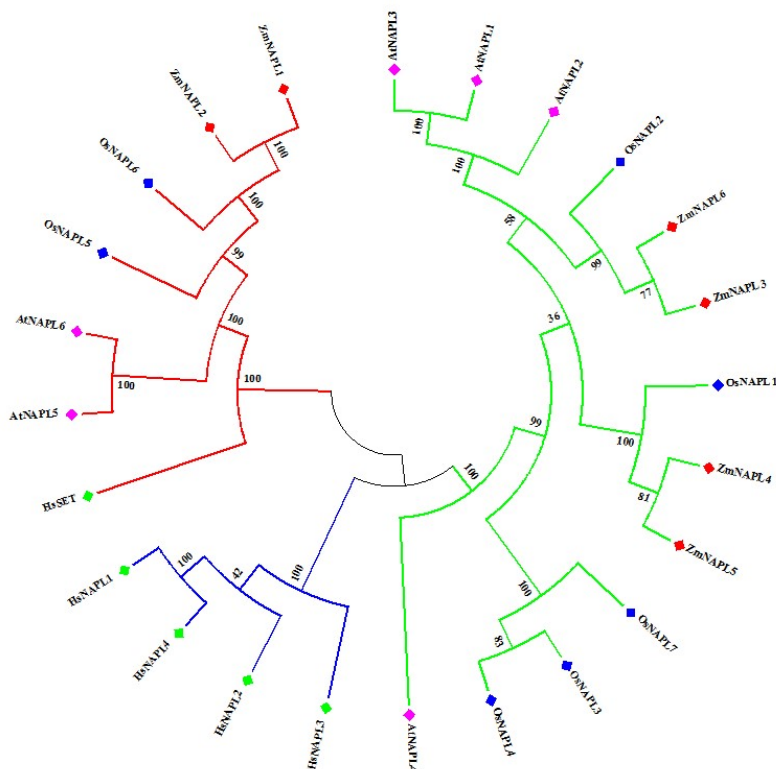 AtNAPL3
AtNAPL1
AtNAPL2
OsNAPL2
ZmNAPL6
ZmNAPL3
OsNAPL1
ZmNAPL4
ZmNAPL5
OsNAPL7
OsNAPL3
OsNAPL4
AtNAPL4
HsNAPL3
HsNAPL2
HsNAPL4
HsNAPL1
HsSET
AtNAPL5
AtNAPL6
OsNAPL5
OsNAPL6
ZmNAPL2
ZmNAPL1
100
100
58
99
77
36
100
81
99
100
100
83
100
42
100
100
100
100
99
100
100